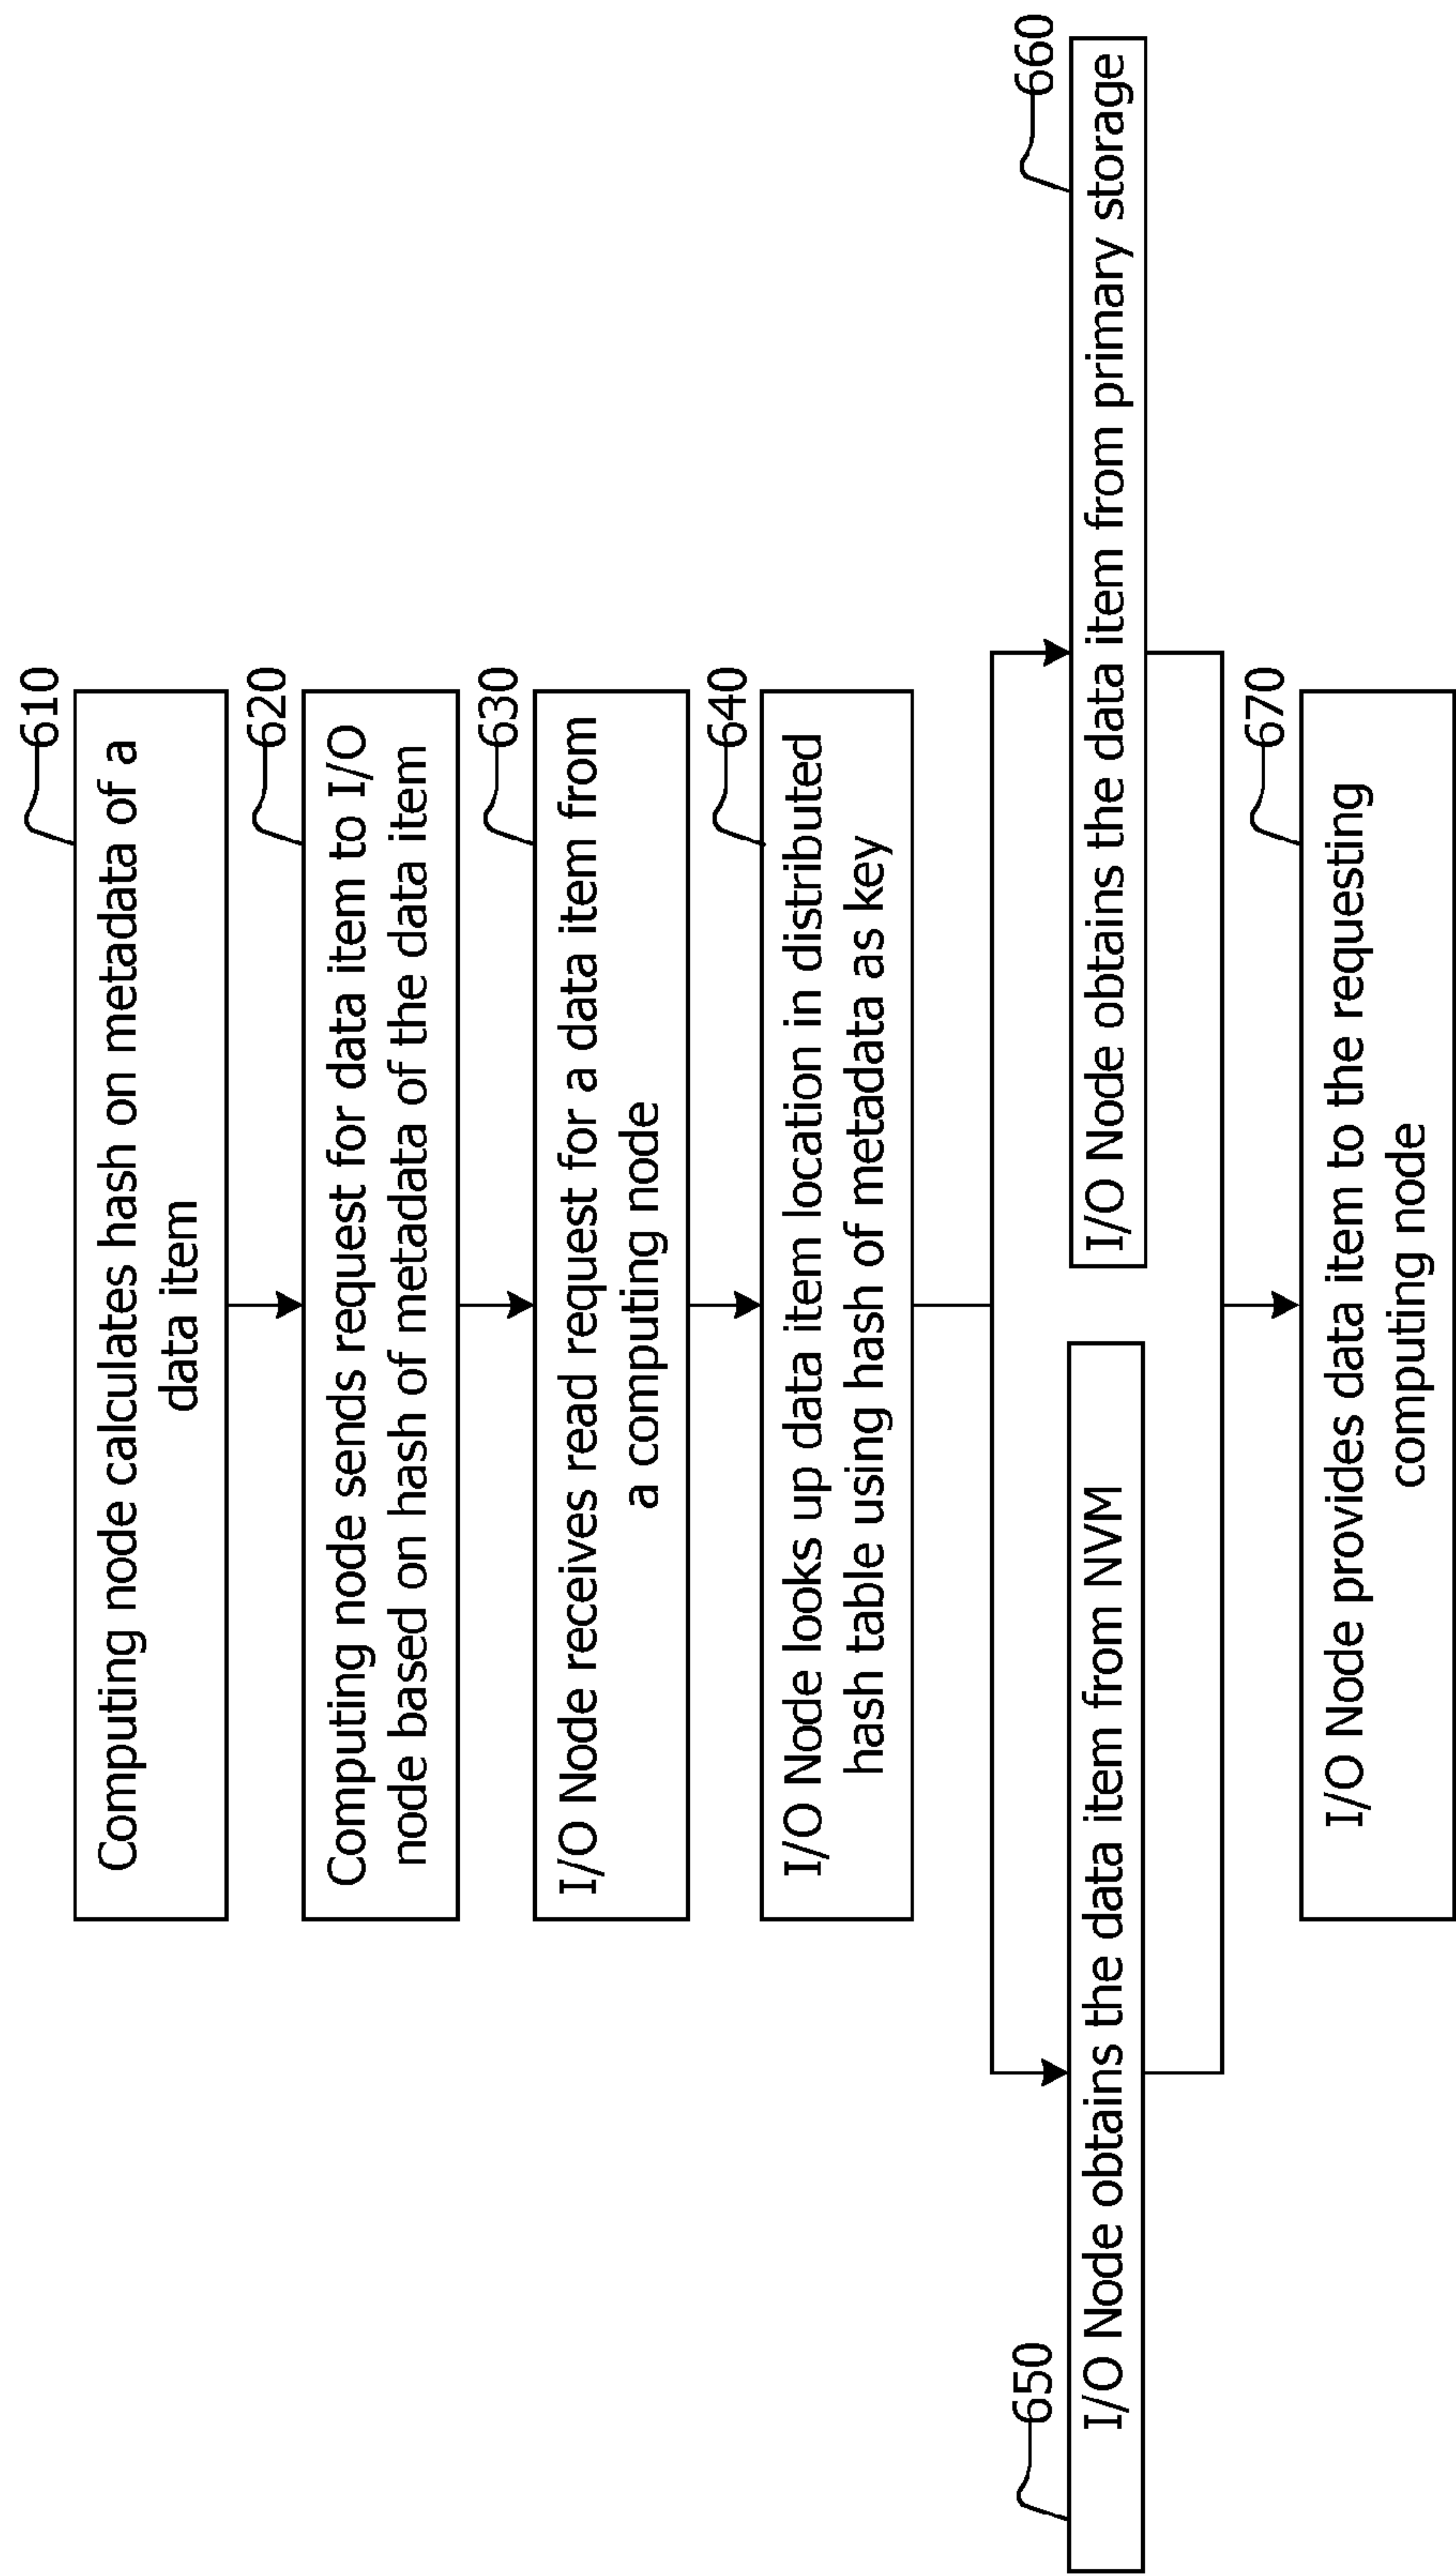 610
Computing node calculates hash on metadata of a
data item
620
Computing node sends request for data item to I/O
node based on hash of metadata of the data item
630
I/O Node receives read request for a data item from
a computing node
640
I/O Node looks up data item location in distributed
hash table using hash of metadata as key
650
I/O Node obtains the data item from NVM
660
I/O Node obtains the data item from primary storage
670
I/O Node provides data item to the requesting
computing node